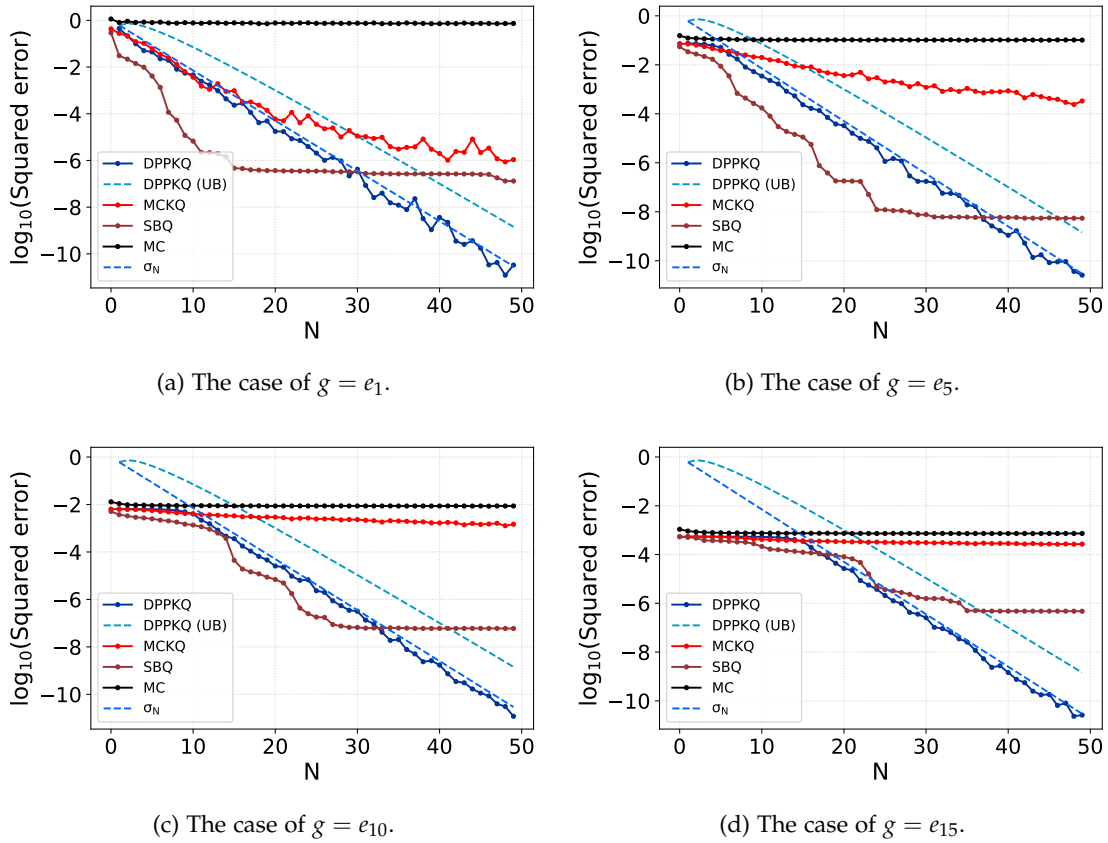 log₁₀(Squared error)
0
−2
−4
−6
−8
−10
DPPKQ
DPPKQ (UB)
MCKQ
SBQ
MC
σ_N
0 10 20 30 40 50
N
(a) The case of g = e₁.
log₁₀(Squared error)
0
−2
−4
−6
−8
−10
DPPKQ
DPPKQ (UB)
MCKQ
SBQ
MC
σ_N
0 10 20 30 40 50
N
(b) The case of g = e₅.
log₁₀(Squared error)
0
−2
−4
−6
−8
−10
DPPKQ
DPPKQ (UB)
MCKQ
SBQ
MC
σ_N
0 10 20 30 40 50
N
(c) The case of g = e₁₀.
log₁₀(Squared error)
0
−2
−4
−6
−8
−10
DPPKQ
DPPKQ (UB)
MCKQ
SBQ
MC
σ_N
0 10 20 30 40 50
N
(d) The case of g = e₁₅.